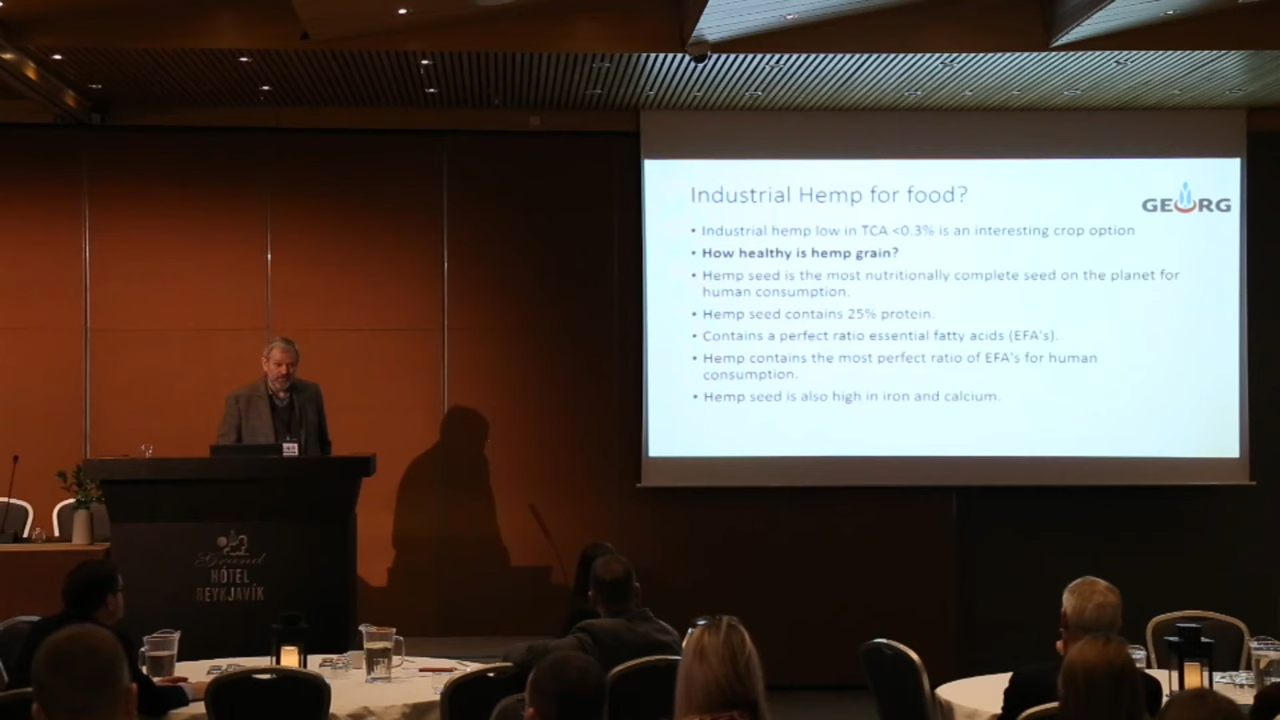 Industrial Hemp for food?
GEORG
• Industrial hemp low in TCA <0.3% is an interesting crop option
• How healthy is hemp grain?
• Hemp seed is the most nutritionally complete seed on the planet for
human consumption.
• Hemp seed contains 25% protein.
• Contains a perfect ratio essential fatty acids (EFA's).
• Hemp contains the most perfect ratio of EFA's for human
consumption.
• Hemp seed is also high in iron and calcium.
Grand
HÓTEL
REYKJAVÍK